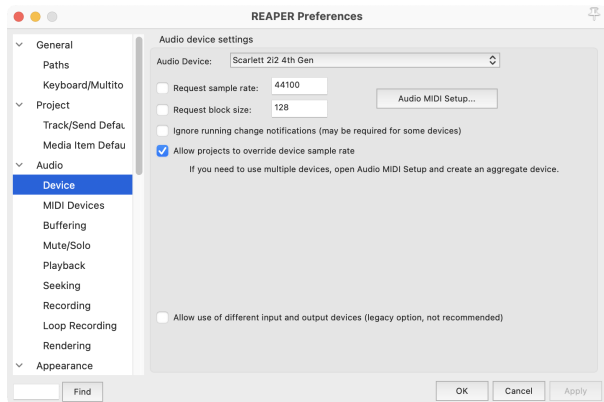 REAPER Preferences
General
Paths
Keyboard/Multito
Project
Track/Send Defau
Media Item Defau
Audio
Device
MIDI Devices
Buffering
Mute/Solo
Playback
Seeking
Recording
Loop Recording
Rendering
Appearance
Find
Audio device settings
Audio Device: Scarlett 2i2 4th Gen
Request sample rate: 44100
Request block size: 128
Audio MIDI Setup...
Ignore running change notifications (may be required for some devices)
Allow projects to override device sample rate
If you need to use multiple devices, open Audio MIDI Setup and create an aggregate device.
Allow use of different input and output devices (legacy option, not recommended)
OK
Cancel
Apply